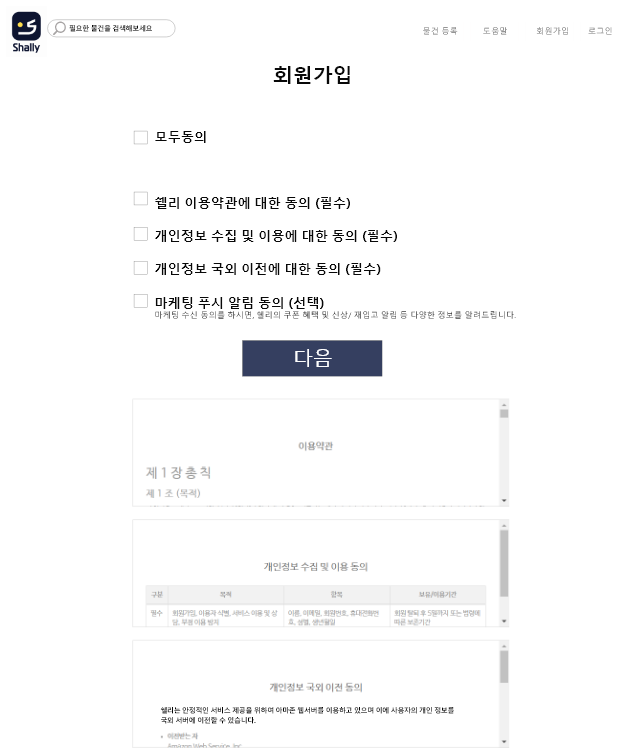 Shally
필요한 물건을 검색해보세요
물건 등록 도움말 회원가입 로그인
회원가입
모두동의
쉘리 이용약관에 대한 동의 (필수)
개인정보 수집 및 이용에 대한 동의 (필수)
개인정보 국외 이전에 대한 동의 (필수)
마케팅 푸시 알림 동의 (선택)
마케팅 수신 동의를 하시면, 쉘리의 쿠폰 혜택 및 신상/ 재입고 알림 등 다양한 정보를 알려드립니다.
다음
이용약관
제 1 장 총 칙
제 1 조 (목적)
개인정보 수집 및 이용 동의
구분 목적 항목 보유/이용기간
필수 회원가입, 이용자 식별, 서비스 이용 및 상
담, 부정 이용 방지
이름, 이메일, 회원번호, 휴대전화번
호, 성별, 생년월일
회원 탈퇴 후 5일까지 또는 법령에
따른 보존기간
개인정보 국외 이전 동의
쉘리는 안정적인 서비스 제공을 위하여 아마존 웹서버를 이용하고 있으며 이에 사용자의 개인 정보를
국외 서버에 이전할 수 있습니다.
• 이전받는 자
Amazon Web Service, Inc